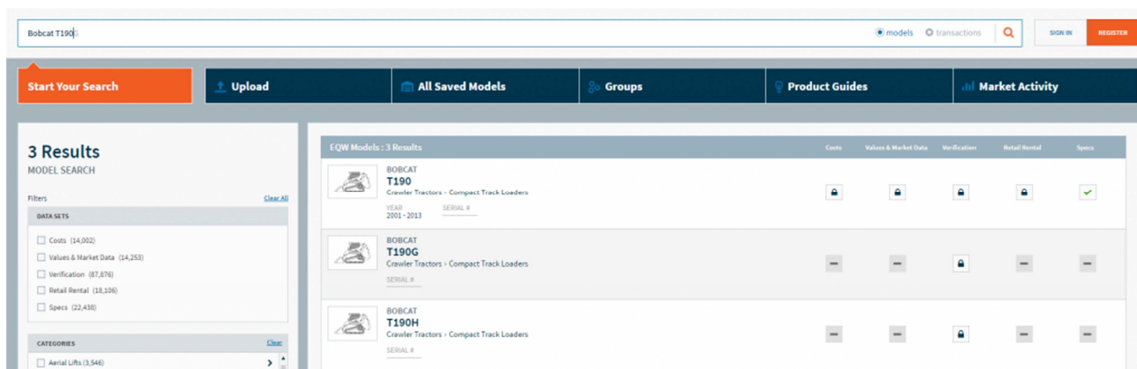 Bobcat T190G
models
transactions
SIGN IN
REGISTER
Start Your Search
Upload
All Saved Models
Groups
Product Guides
Market Activity
3 Results
MODEL SEARCH
Filters
Clear All
DATA SETS
Costs (14,002)
Values & Market Data (14,253)
Verification (87,876)
Retail Rental (18,106)
Specs (22,438)
CATEGORIES
Clear
Aerial Lifts (3,546)
EQW Models : 3 Results
Costs
Values & Market Data
Verification
Retail Rental
Specs
BOBCAT
T190
Crawler Tractors › Compact Track Loaders
YEAR
SERIAL #
2001 - 2013
BOBCAT
T190G
Crawler Tractors › Compact Track Loaders
SERIAL #
BOBCAT
T190H
Crawler Tractors › Compact Track Loaders
SERIAL #